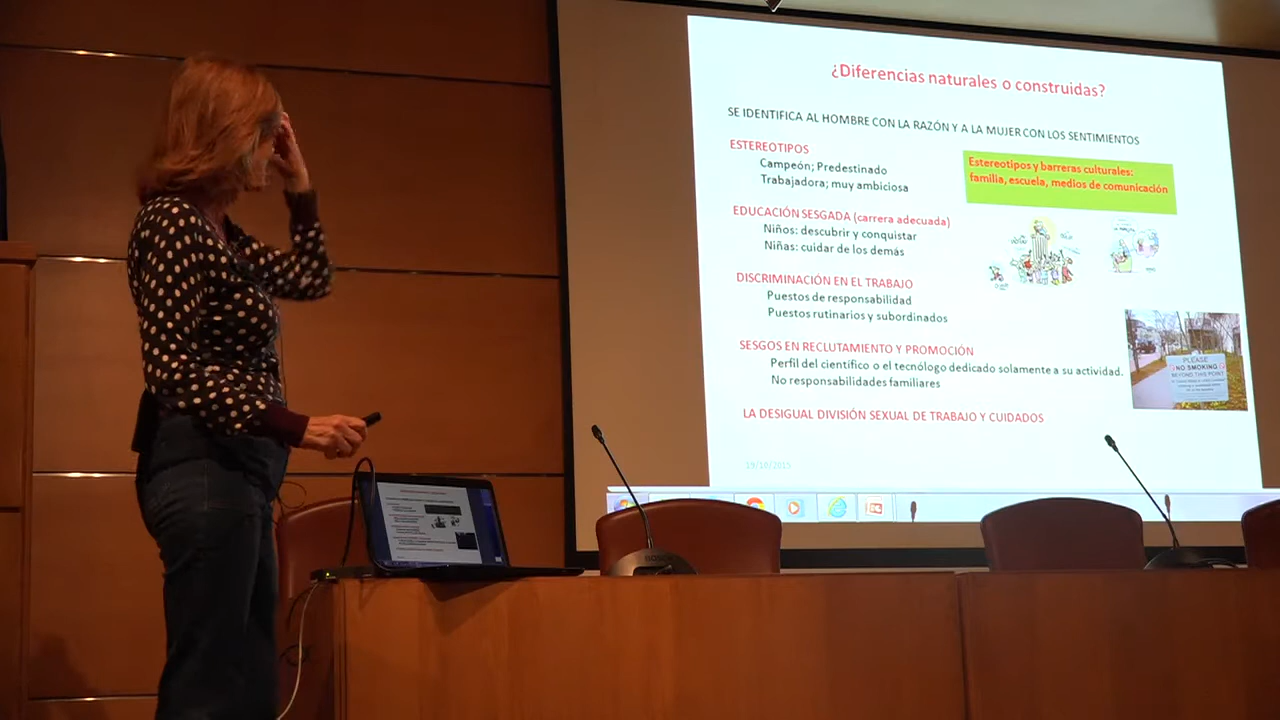 ¿Diferencias naturales o construidas?
SE IDENTIFICA AL HOMBRE CON LA RAZÓN Y A LA MUJER CON LOS SENTIMIENTOS
ESTEREOTIPOS
Campeón; Predestinado
Trabajadora; muy ambiciosa
Estereotipos y barreras culturales:
familia, escuela, medios de comunicación
EDUCACIÓN SESGADA (carrera adecuada)
Niños: descubrir y conquistar
Niñas: cuidar de los demás
DISCRIMINACIÓN EN EL TRABAJO
Puestos de responsabilidad
Puestos rutinarios y subordinados
SESGOS EN RECLUTAMIENTO Y PROMOCIÓN
Perfil del científico o el tecnólogo dedicado solamente a su actividad.
No responsabilidades familiares
PLEASE
NO SMOKING
BEYOND THIS POINT
LA DESIGUAL DIVISIÓN SEXUAL DE TRABAJO Y CUIDADOS
19/10/2015